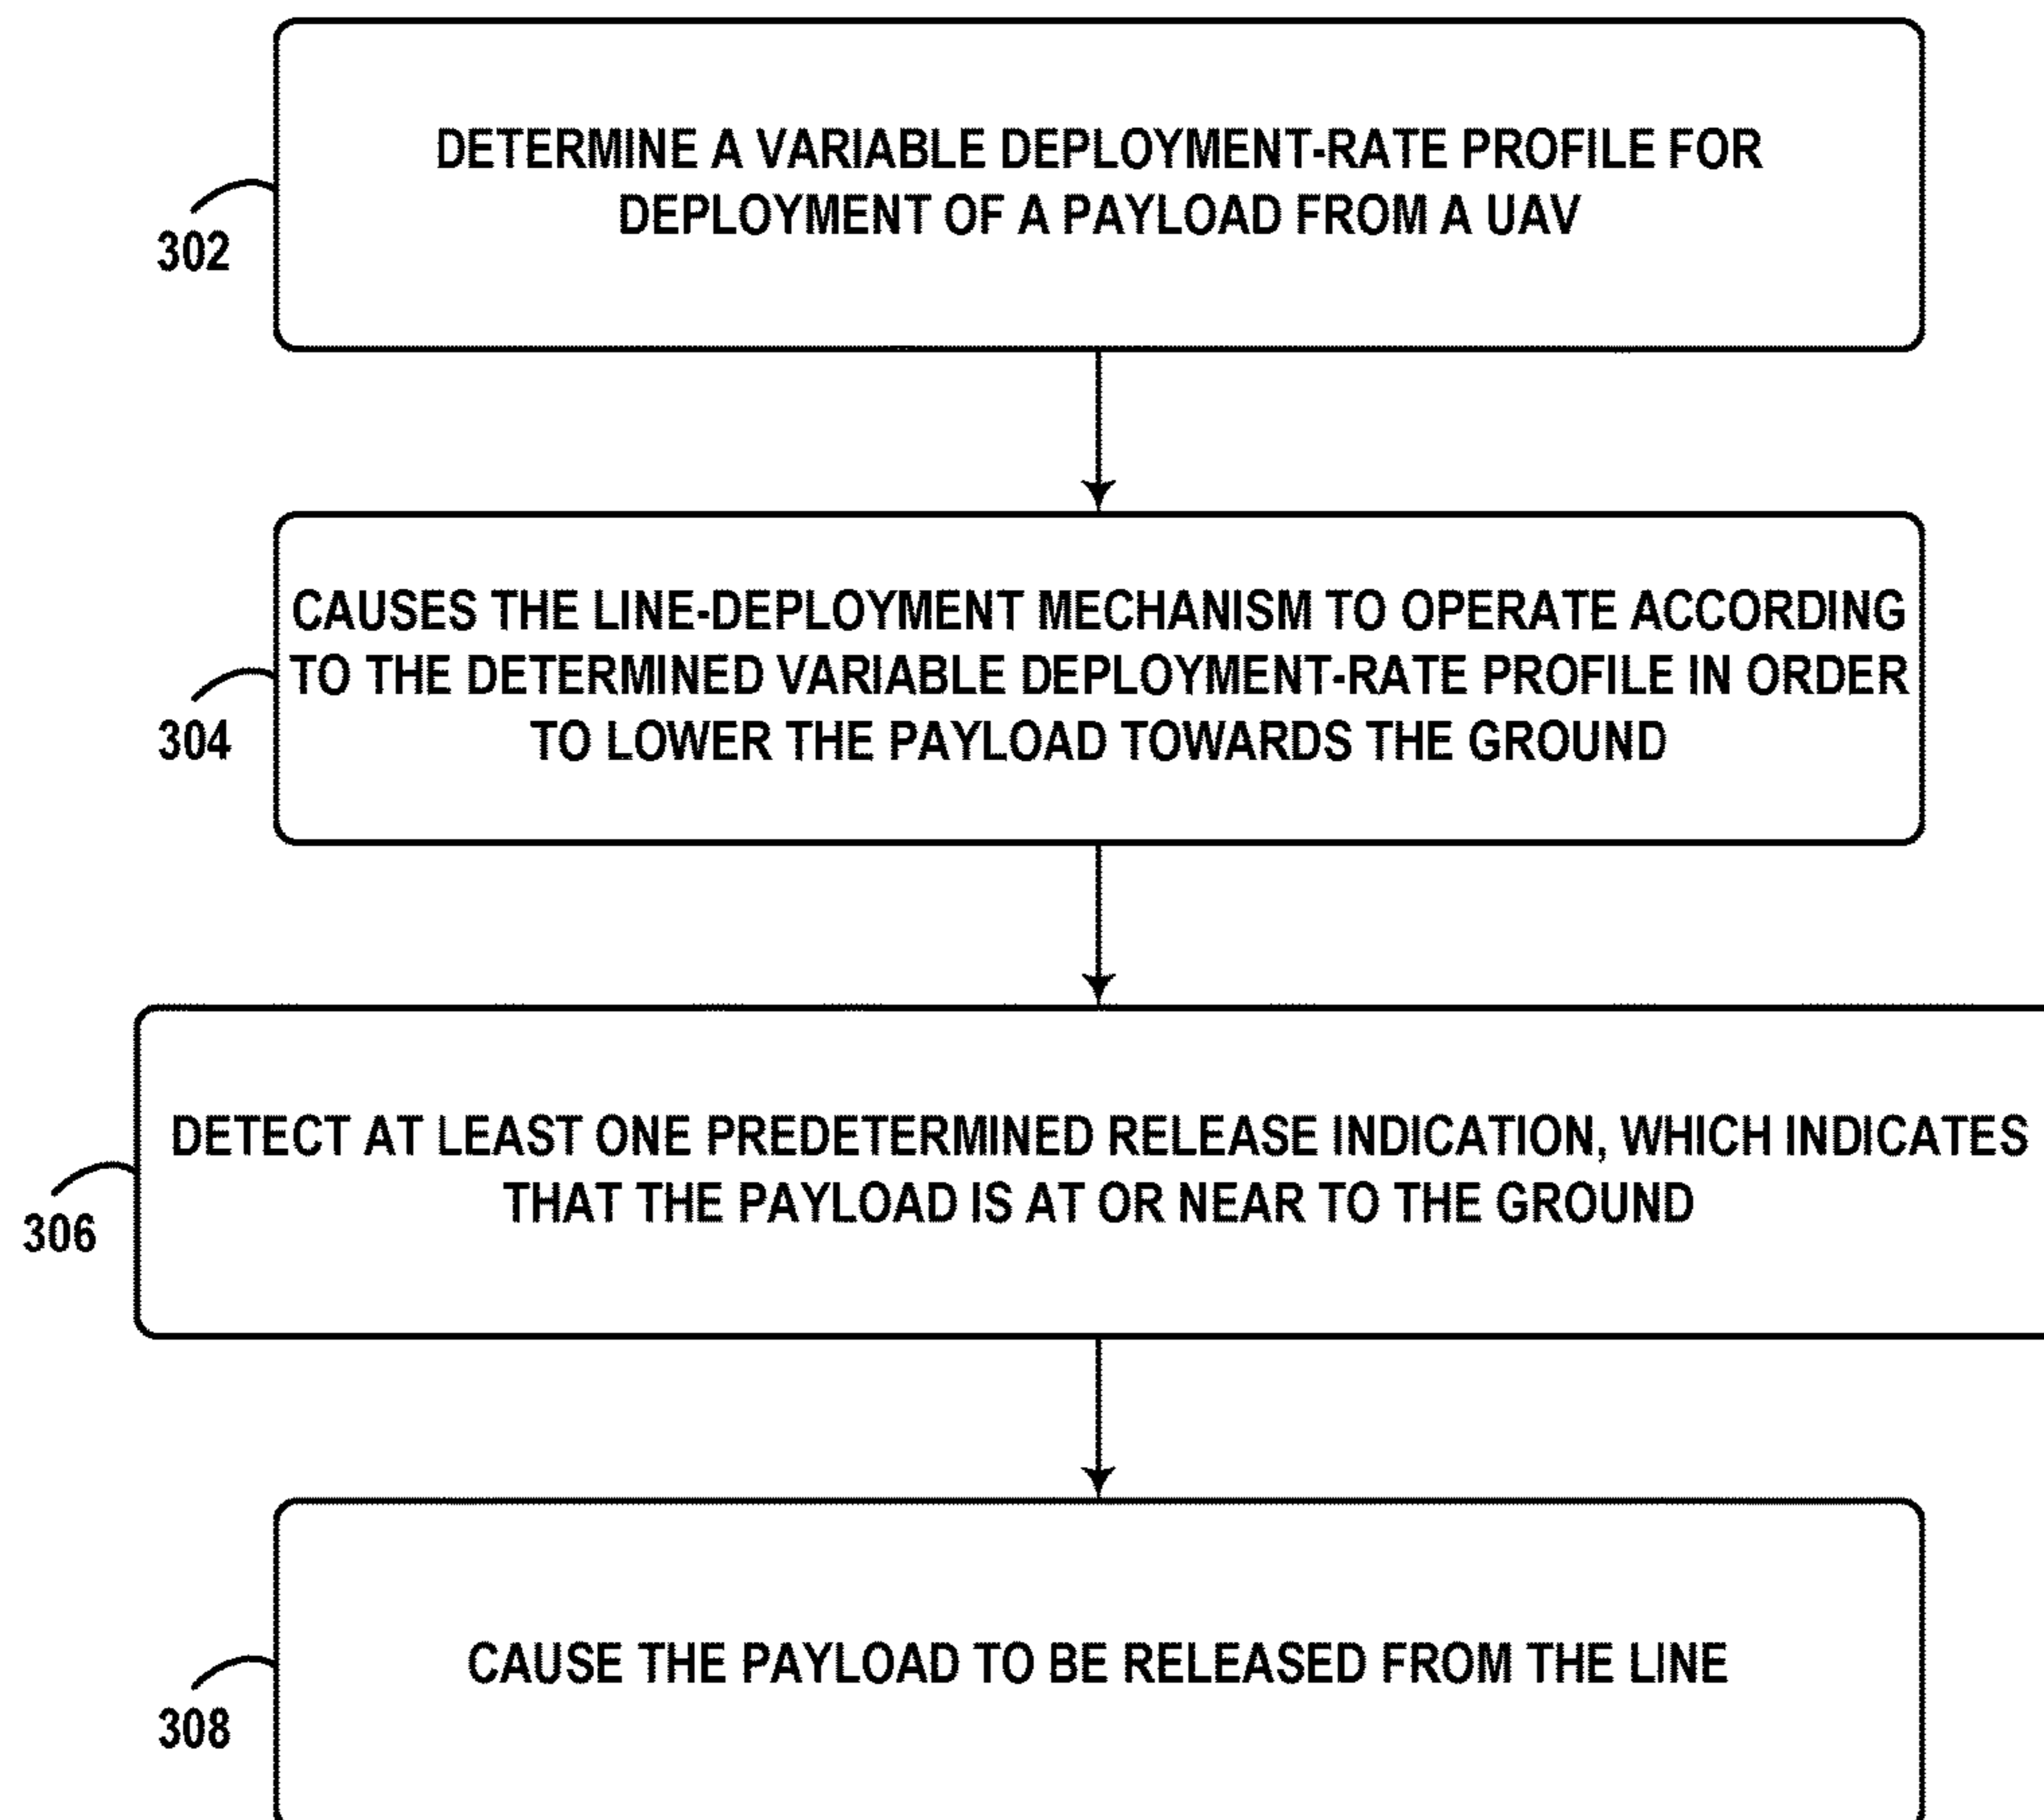 DETERMINE A VARIABLE DEPLOYMENT-RATE PROFILE FOR
DEPLOYMENT OF A PAYLOAD FROM A UAV
302
CAUSES THE LINE-DEPLOYMENT MECHANISM TO OPERATE ACCORDING
TO THE DETERMINED VARIABLE DEPLOYMENT-RATE PROFILE IN ORDER
TO LOWER THE PAYLOAD TOWARDS THE GROUND
304
DETECT AT LEAST ONE PREDETERMINED RELEASE INDICATION, WHICH INDICATES
THAT THE PAYLOAD IS AT OR NEAR TO THE GROUND
306
CAUSE THE PAYLOAD TO BE RELEASED FROM THE LINE
308